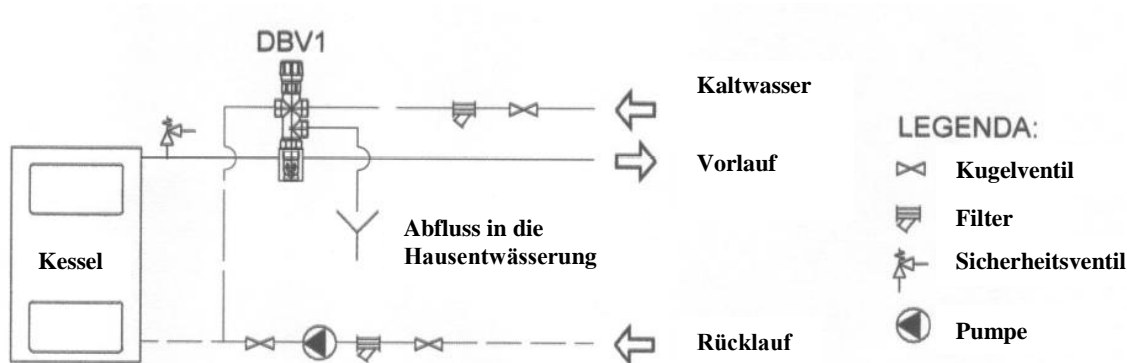 DBV1
Kaltwasser
Vorlauf
Abfluss in die
Hausentwässerung
Kessel
Rücklauf
LEGENDA:
Kugelventil
Filter
Sicherheitsventil
Pumpe